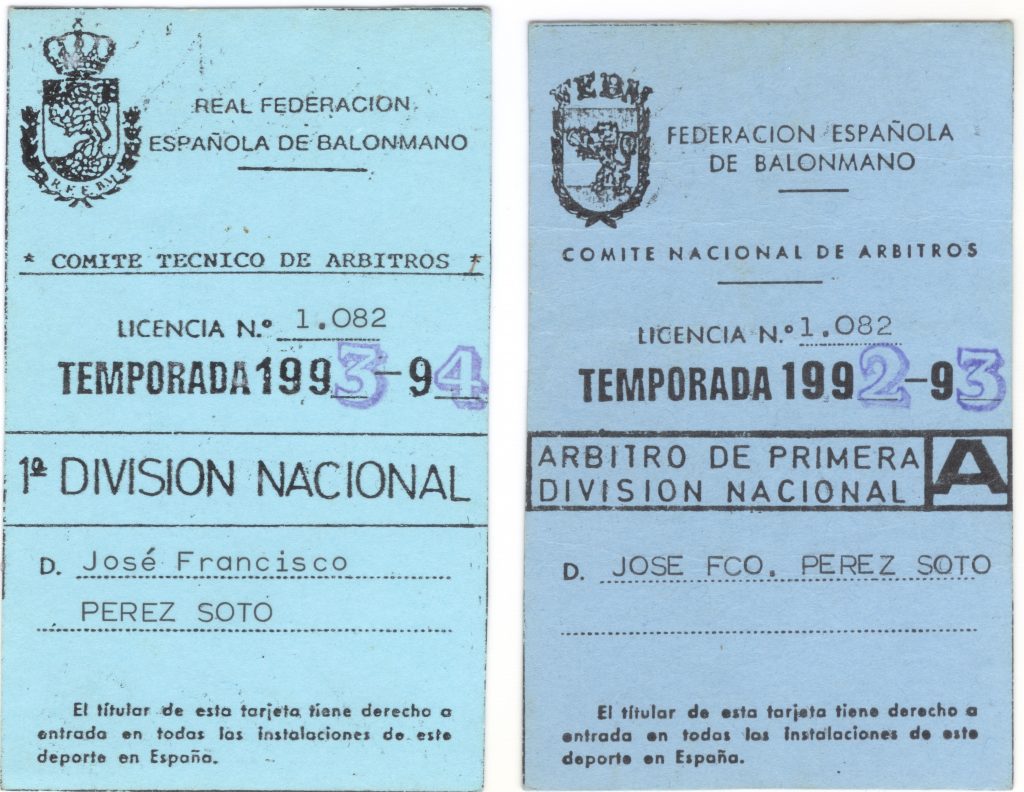 R.F.E.B.M.
REAL FEDERACION
ESPAÑOLA DE BALONMANO
* COMITE TECNICO DE ARBITROS *
LICENCIA N.º 1.082
TEMPORADA 1993-94
1ª DIVISION NACIONAL
D. José Francisco
PEREZ SOTO
El titular de esta tarjeta tiene derecho a
entrada en todas las instalaciones de este
deporte en España.
FEBM
FEDERACION ESPAÑOLA
DE BALONMANO
COMITE NACIONAL DE ARBITROS
LICENCIA N.º 1.082
TEMPORADA 1992-93
ARBITRO DE PRIMERA
DIVISION NACIONAL
A
D. JOSE FCO. PEREZ SOTO
El titular de esta tarjeta tiene derecho a
entrada en todas las instalaciones de este
deporte en España.